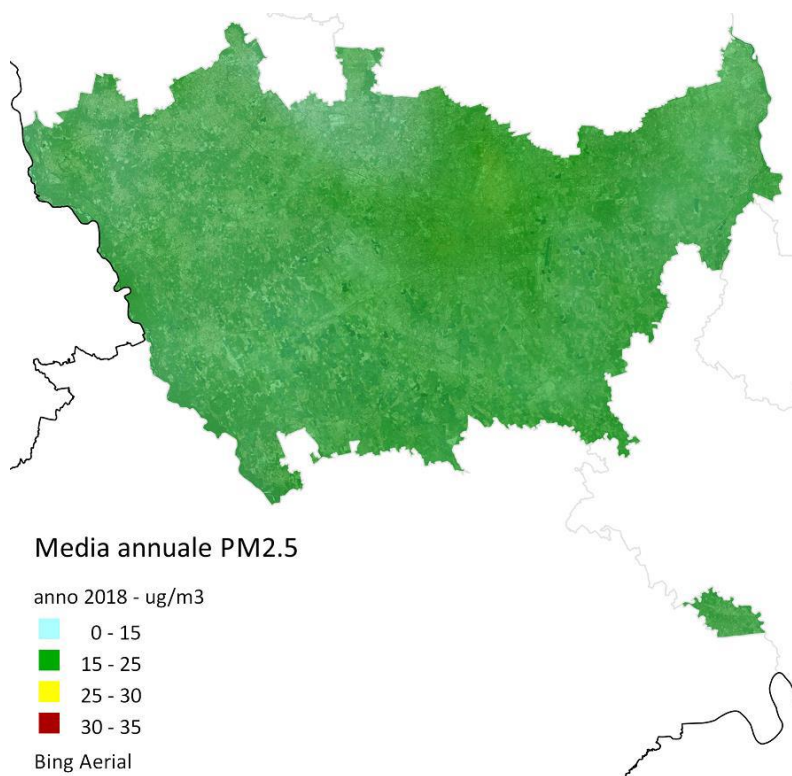 Media annuale PM2.5
anno 2018 - ug/m3
0 - 15
15 - 25
25 - 30
30 - 35
Bing Aerial